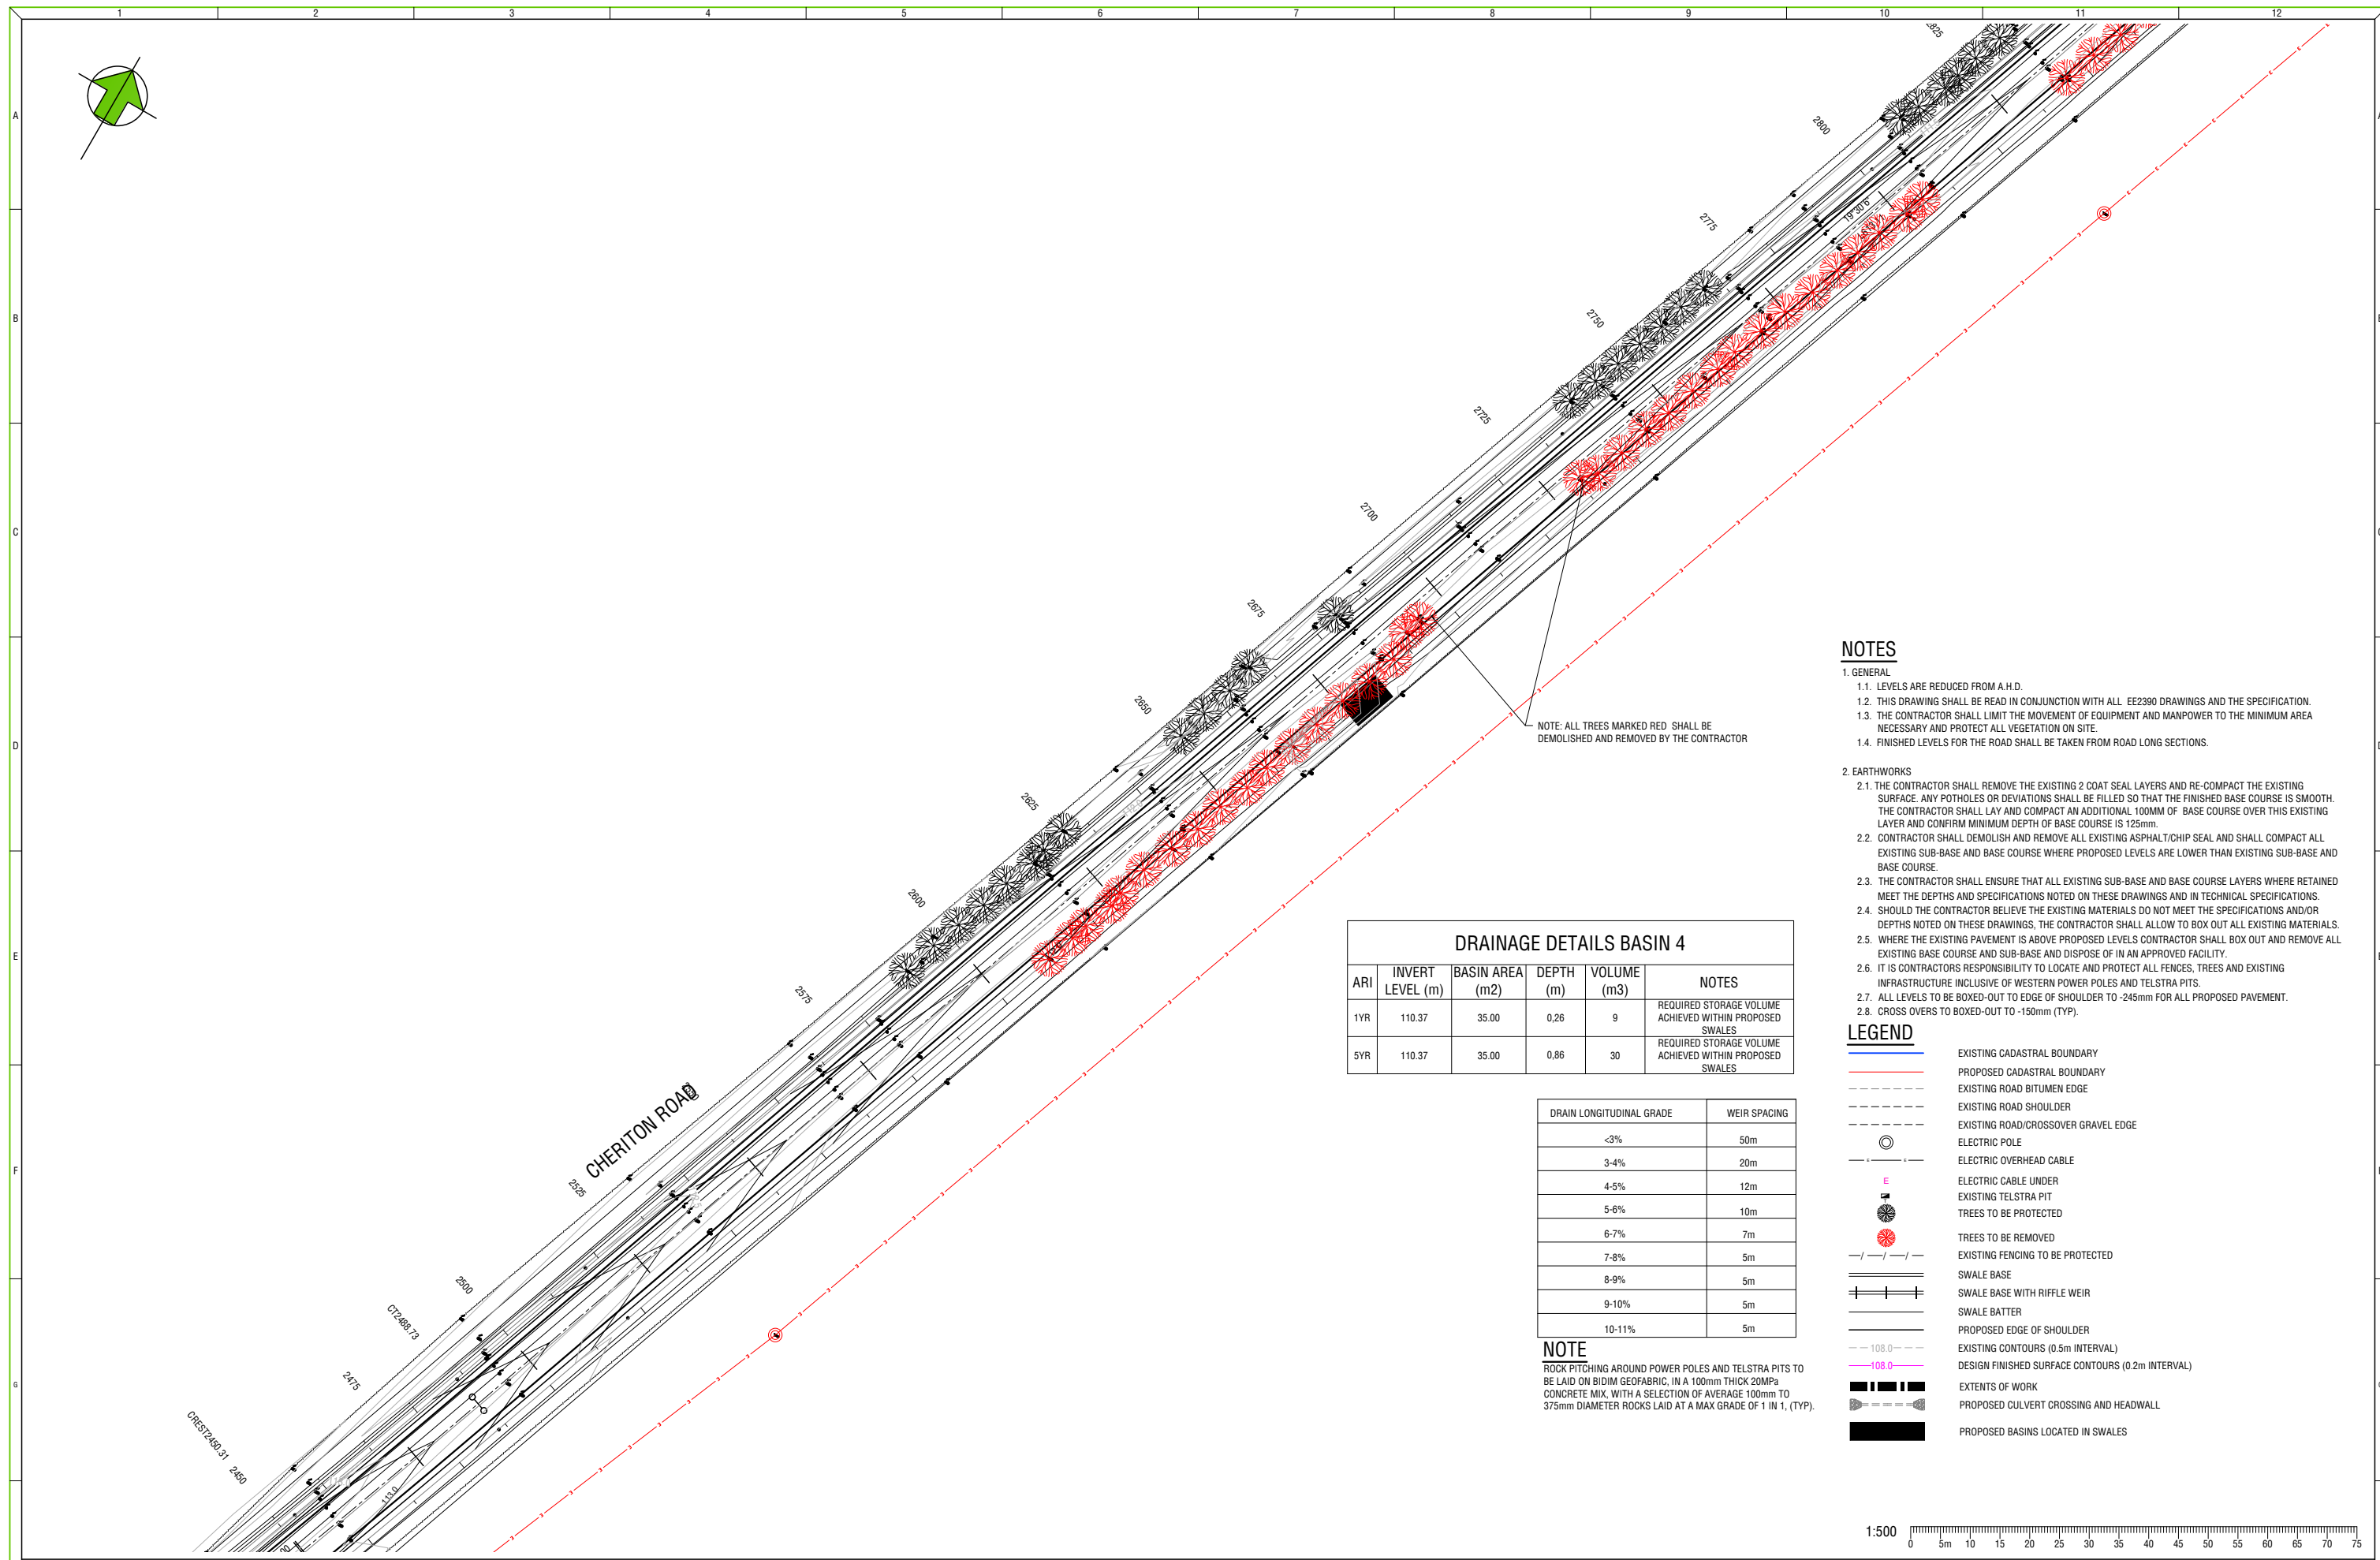 1 2 3 4 5 6 7 8 9 10 11 12
A
B
C
D
E
F
G
2825
2800
2775
2750
2725
2700
2675
2650
2625
2600
2575
2525
2500
CT2488.73
2475
CREST2450.31
2450
CHERITON ROAD
113.0
19°30'6"
NOTE: ALL TREES MARKED RED SHALL BE
DEMOLISHED AND REMOVED BY THE CONTRACTOR
NOTES
1. GENERAL
1.1. LEVELS ARE REDUCED FROM A.H.D.
1.2. THIS DRAWING SHALL BE READ IN CONJUNCTION WITH ALL EE2390 DRAWINGS AND THE SPECIFICATION.
1.3. THE CONTRACTOR SHALL LIMIT THE MOVEMENT OF EQUIPMENT AND MANPOWER TO THE MINIMUM AREA
NECESSARY AND PROTECT ALL VEGETATION ON SITE.
1.4. FINISHED LEVELS FOR THE ROAD SHALL BE TAKEN FROM ROAD LONG SECTIONS.
2. EARTHWORKS
2.1. THE CONTRACTOR SHALL REMOVE THE EXISTING 2 COAT SEAL LAYERS AND RE-COMPACT THE EXISTING
SURFACE. ANY POTHOLES OR DEVIATIONS SHALL BE FILLED SO THAT THE FINISHED BASE COURSE IS SMOOTH.
THE CONTRACTOR SHALL LAY AND COMPACT AN ADDITIONAL 100MM OF BASE COURSE OVER THIS EXISTING
LAYER AND CONFIRM MINIMUM DEPTH OF BASE COURSE IS 125mm.
2.2. CONTRACTOR SHALL DEMOLISH AND REMOVE ALL EXISTING ASPHALT/CHIP SEAL AND SHALL COMPACT ALL
EXISTING SUB-BASE AND BASE COURSE WHERE PROPOSED LEVELS ARE LOWER THAN EXISTING SUB-BASE AND
BASE COURSE.
2.3. THE CONTRACTOR SHALL ENSURE THAT ALL EXISTING SUB-BASE AND BASE COURSE LAYERS WHERE RETAINED
MEET THE DEPTHS AND SPECIFICATIONS NOTED ON THESE DRAWINGS AND IN TECHNICAL SPECIFICATIONS.
2.4. SHOULD THE CONTRACTOR BELIEVE THE EXISTING MATERIALS DO NOT MEET THE SPECIFICATIONS AND/OR
DEPTHS NOTED ON THESE DRAWINGS, THE CONTRACTOR SHALL ALLOW TO BOX OUT ALL EXISTING MATERIALS.
2.5. WHERE THE EXISTING PAVEMENT IS ABOVE PROPOSED LEVELS CONTRACTOR SHALL BOX OUT AND REMOVE ALL
EXISTING BASE COURSE AND SUB-BASE AND DISPOSE OF IN AN APPROVED FACILITY.
2.6. IT IS CONTRACTORS RESPONSIBILITY TO LOCATE AND PROTECT ALL FENCES, TREES AND EXISTING
INFRASTRUCTURE INCLUSIVE OF WESTERN POWER POLES AND TELSTRA PITS.
2.7. ALL LEVELS TO BE BOXED-OUT TO EDGE OF SHOULDER TO -245mm FOR ALL PROPOSED PAVEMENT.
2.8. CROSS OVERS TO BOXED-OUT TO -150mm (TYP).
DRAINAGE DETAILS BASIN 4
ARI INVERT LEVEL (m) BASIN AREA (m2) DEPTH (m) VOLUME (m3) NOTES
1YR 110.37 35.00 0,26 9 REQUIRED STORAGE VOLUME
ACHIEVED WITHIN PROPOSED
SWALES
5YR 110.37 35.00 0,86 30 REQUIRED STORAGE VOLUME
ACHIEVED WITHIN PROPOSED
SWALES
DRAIN LONGITUDINAL GRADE WEIR SPACING
<3% 50m
3-4% 20m
4-5% 12m
5-6% 10m
6-7% 7m
7-8% 5m
8-9% 5m
9-10% 5m
10-11% 5m
NOTE
ROCK PITCHING AROUND POWER POLES AND TELSTRA PITS TO
BE LAID ON BIDIM GEOFABRIC, IN A 100mm THICK 20MPa
CONCRETE MIX, WITH A SELECTION OF AVERAGE 100mm TO
375mm DIAMETER ROCKS LAID AT A MAX GRADE OF 1 IN 1, (TYP).
LEGEND
EXISTING CADASTRAL BOUNDARY
PROPOSED CADASTRAL BOUNDARY
EXISTING ROAD BITUMEN EDGE
EXISTING ROAD SHOULDER
EXISTING ROAD/CROSSOVER GRAVEL EDGE
ELECTRIC POLE
ELECTRIC OVERHEAD CABLE
E ELECTRIC CABLE UNDER
EXISTING TELSTRA PIT
TREES TO BE PROTECTED
TREES TO BE REMOVED
EXISTING FENCING TO BE PROTECTED
SWALE BASE
SWALE BASE WITH RIFFLE WEIR
SWALE BATTER
PROPOSED EDGE OF SHOULDER
108.0 EXISTING CONTOURS (0.5m INTERVAL)
108.0 DESIGN FINISHED SURFACE CONTOURS (0.2m INTERVAL)
EXTENTS OF WORK
PROPOSED CULVERT CROSSING AND HEADWALL
PROPOSED BASINS LOCATED IN SWALES
1:500
0 5m 10 15 20 25 30 35 40 45 50 55 60 65 70 75